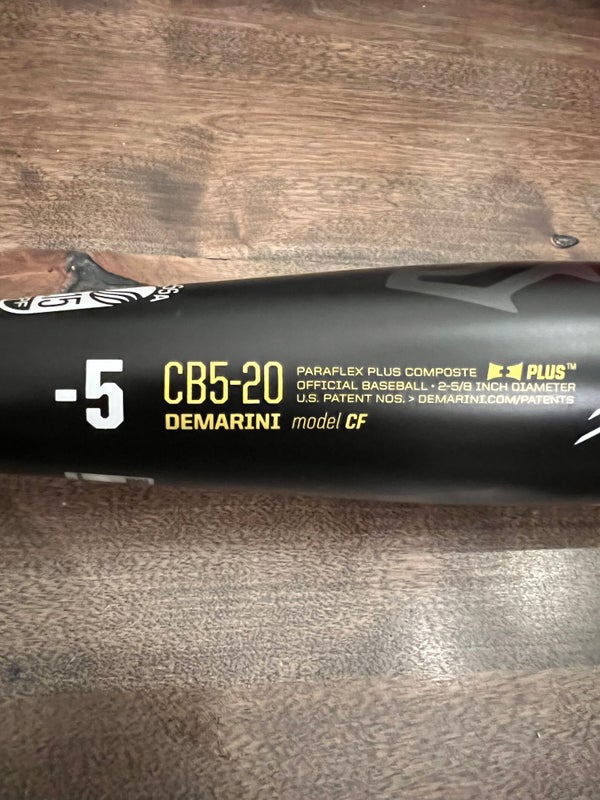 -5
CB5-20
DEMARINI model CF
PARAFLEX PLUS COMPOSITE PLUS™
OFFICIAL BASEBALL • 2-5/8 INCH DIAMETER
U.S. PATENT NOS. > DEMARINI.COM/PATENTS